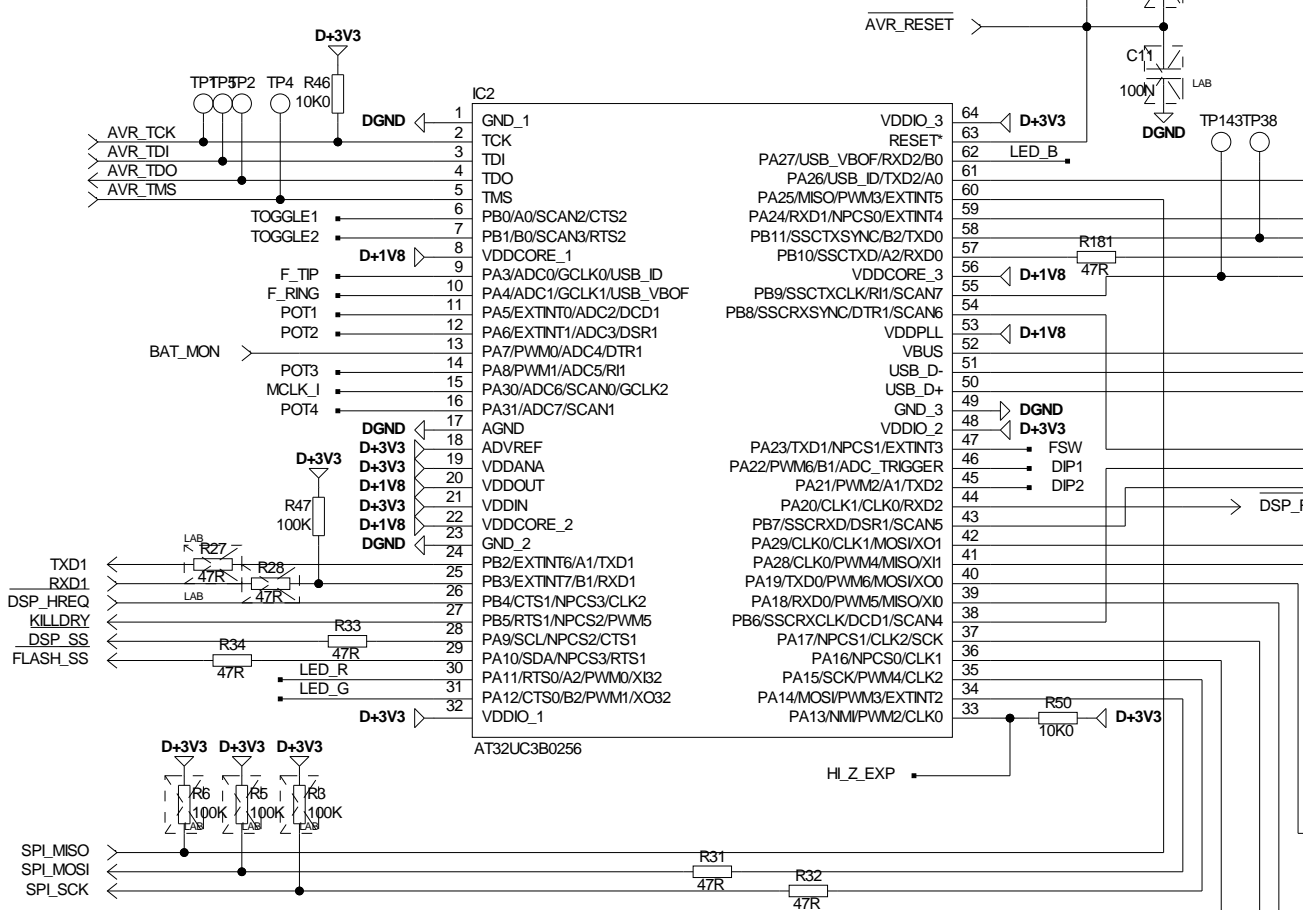 AVR_RESET
D+3V3
C11
100N
LAB
DGND
TP1 TP5 TP2 TP4 R46
10K0
TP143 TP38
IC2
DGND 1 GND_1
AVR_TCK 2 TCK
AVR_TDI 3 TDI
AVR_TDO 4 TDO
AVR_TMS 5 TMS
TOGGLE1 6 PB0/A0/SCAN2/CTS2
TOGGLE2 7 PB1/B0/SCAN3/RTS2
D+1V8 8 VDDCORE_1
F_TIP 9 PA3/ADC0/GCLK0/USB_ID
F_RING 10 PA4/ADC1/GCLK1/USB_VBOF
POT1 11 PA5/EXTINT0/ADC2/DCD1
POT2 12 PA6/EXTINT1/ADC3/DSR1
BAT_MON 13 PA7/PWM0/ADC4/DTR1
POT3 14 PA8/PWM1/ADC5/RI1
MCLK_I 15 PA30/ADC6/SCAN0/GCLK2
POT4 16 PA31/ADC7/SCAN1
DGND 17 AGND
D+3V3 18 ADVREF
D+3V3 19 VDDANA
D+1V8 20 VDDOUT
D+3V3 21 VDDIN
D+1V8 22 VDDCORE_2
DGND 23 GND_2
D+3V3
R47
100K
LAB
R27
47R
R28
47R
LAB
TXD1 24 PB2/EXTINT6/A1/TXD1
RXD1 25 PB3/EXTINT7/B1/RXD1
DSP_HREQ 26 PB4/CTS1/NPCS3/CLK2
KILLDRY 27 PB5/RTS1/NPCS2/PWM5
DSP_SS R33 47R 28 PA9/SCL/NPCS2/CTS1
FLASH_SS R34 47R 29 PA10/SDA/NPCS3/RTS1
LED_R 30 PA11/RTS0/A2/PWM0/XI32
LED_G 31 PA12/CTS0/B2/PWM1/XO32
D+3V3 32 VDDIO_1
VDDIO_3 64 D+3V3
RESET* 63
PA27/USB_VBOF/RXD2/B0 62 LED_B
PA26/USB_ID/TXD2/A0 61
PA25/MISO/PWM3/EXTINT5 60
PA24/RXD1/NPCS0/EXTINT4 59
PB11/SSCTXSYNC/B2/TXD0 58
PB10/SSCTXD/A2/RXD0 57 R181 47R
VDDCORE_3 56 D+1V8
PB9/SSCTXCLK/RI1/SCAN7 55
PB8/SSCRXSYNC/DTR1/SCAN6 54
VDDPLL 53 D+1V8
VBUS 52
USB_D- 51
USB_D+ 50
GND_3 49 DGND
VDDIO_2 48 D+3V3
PA23/TXD1/NPCS1/EXTINT3 47 FSW
PA22/PWM6/B1/ADC_TRIGGER 46 DIP1
PA21/PWM2/A1/TXD2 45 DIP2
PA20/CLK1/CLK0/RXD2 44
PB7/SSCRXD/DSR1/SCAN5 43
PA29/CLK0/CLK1/MOSI/XO1 42
PA28/CLK0/PWM4/MISO/XI1 41
PA19/TXD0/PWM6/MOSI/XO0 40
PA18/RXD0/PWM5/MISO/XI0 39
PB6/SSCRXCLK/DCD1/SCAN4 38
PA17/NPCS1/CLK2/SCK 37
PA16/NPCS0/CLK1 36
PA15/SCK/PWM4/CLK2 35
PA14/MOSI/PWM3/EXTINT2 34
PA13/NMI/PWM2/CLK0 33 R50 10K0 D+3V3
AT32UC3B0256
HI_Z_EXP
D+3V3 D+3V3 D+3V3
R6 R5 R3
100K 100K 100K
LAB LAB LAB
SPI_MISO
SPI_MOSI R31 47R
SPI_SCK R32 47R